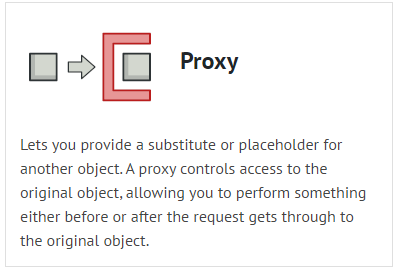 Proxy
Lets you provide a substitute or placeholder for
another object. A proxy controls access to the
original object, allowing you to perform something
either before or after the request gets through to
the original object.